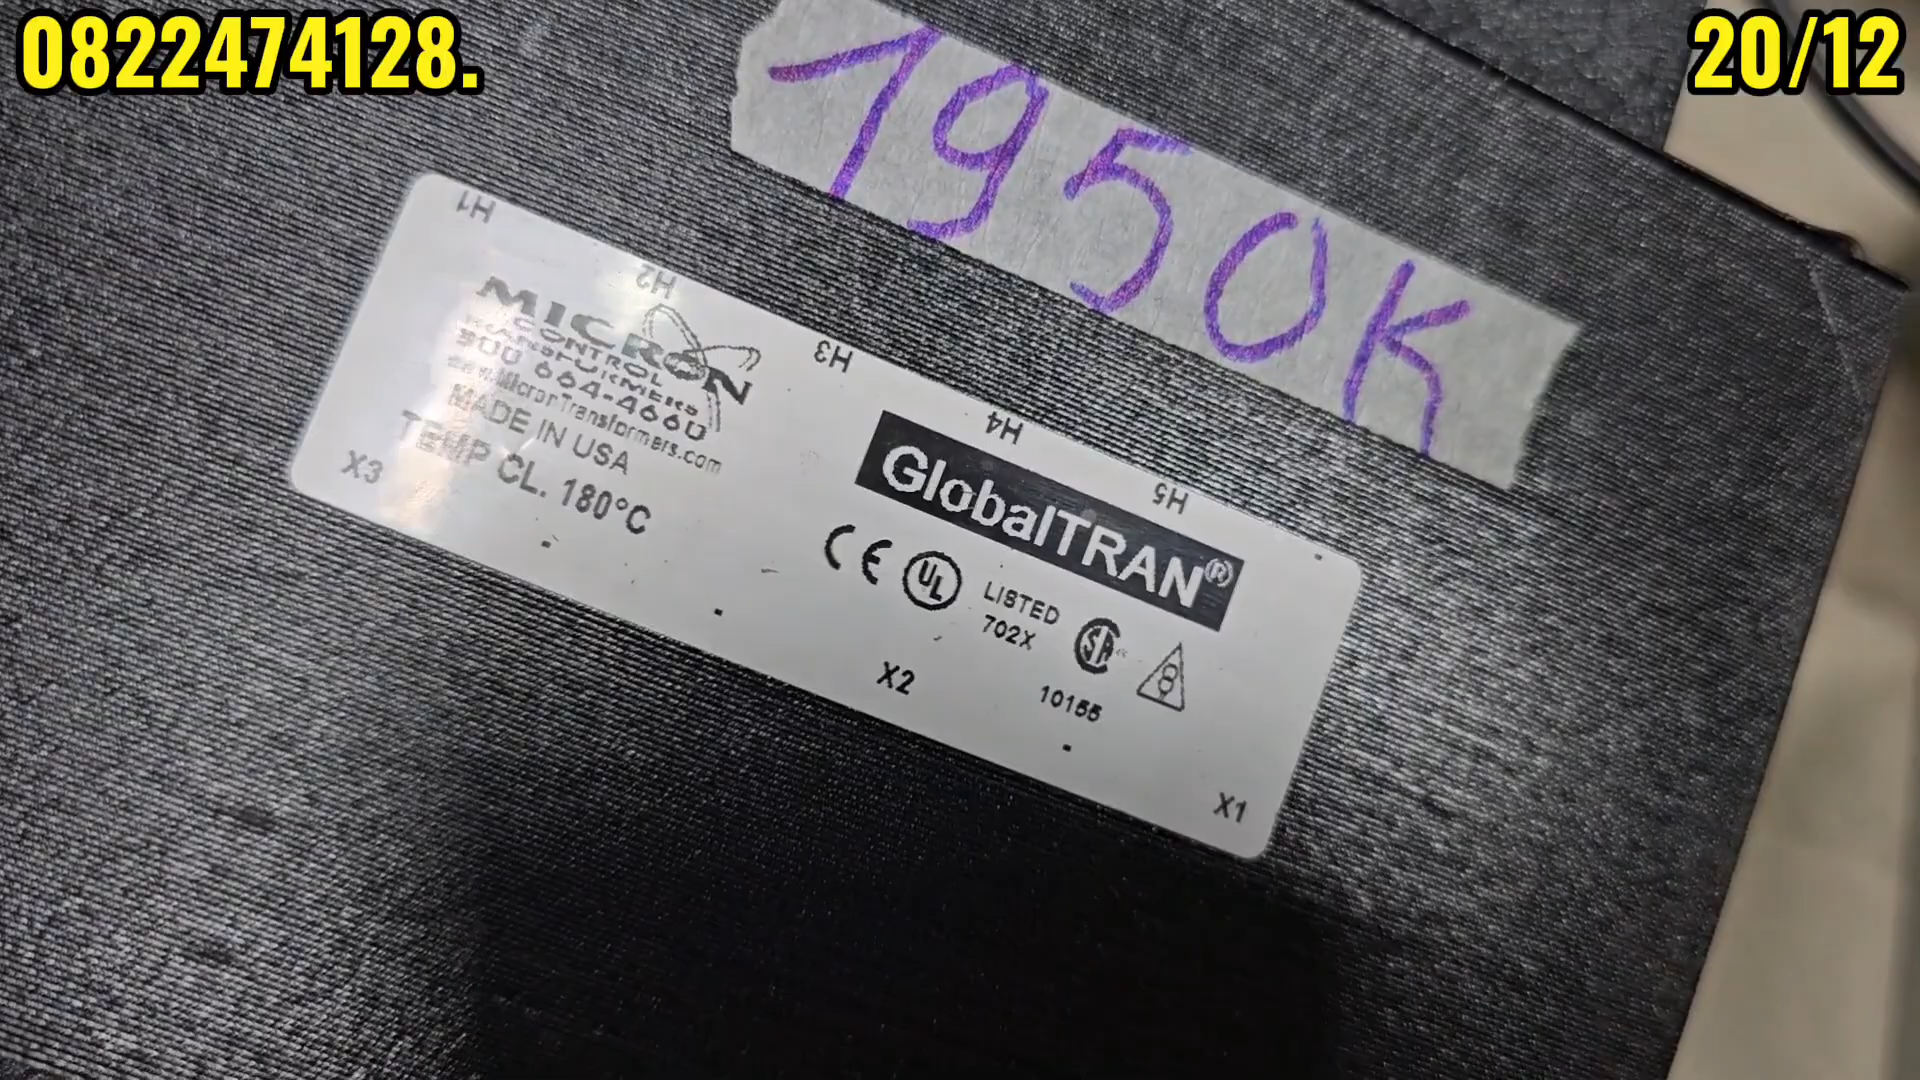 0822474128.
20/12
1950K
H1
H2
H3
H4
H5
MICRON
CONTROL
TRANSFORMERS
800 664-4660
www.MicronTransformers.com
MADE IN USA
TEMP CL. 180°C
X3
GlobalTRAN®
CE UL LISTED
702X
10155
8
X2
X1